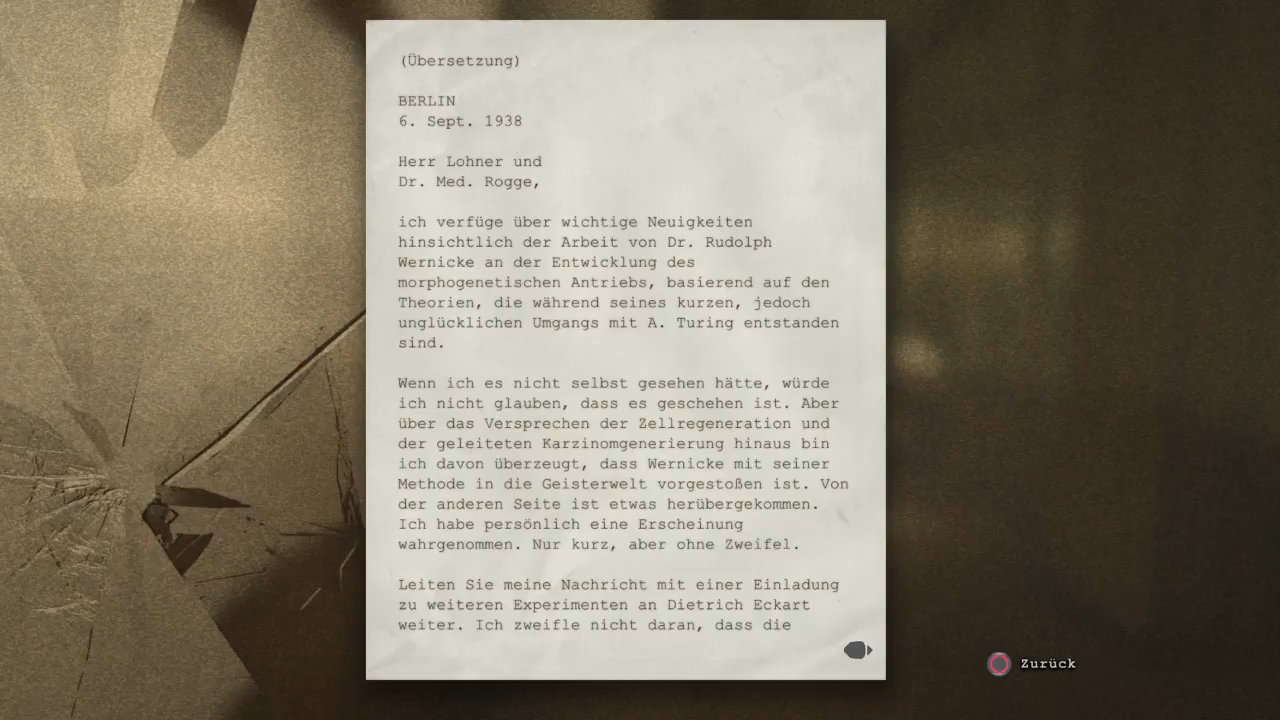 (Übersetzung)
BERLIN
6. Sept. 1938
Herr Lohner und
Dr. Med. Rogge,
ich verfüge über wichtige Neuigkeiten
hinsichtlich der Arbeit von Dr. Rudolph
Wernicke an der Entwicklung des
morphogenetischen Antriebs, basierend auf den
Theorien, die während seines kurzen, jedoch
unglücklichen Umgangs mit A. Turing entstanden
sind.
Wenn ich es nicht selbst gesehen hätte, würde
ich nicht glauben, dass es geschehen ist. Aber
über das Versprechen der Zellregeneration und
der geleiteten Karzinomgenerierung hinaus bin
ich davon überzeugt, dass Wernicke mit seiner
Methode in die Geisterwelt vorgestoßen ist. Von
der anderen Seite ist etwas herübergekommen.
Ich habe persönlich eine Erscheinung
wahrgenommen. Nur kurz, aber ohne Zweifel.
Leiten Sie meine Nachricht mit einer Einladung
zu weiteren Experimenten an Dietrich Eckart
weiter. Ich zweifle nicht daran, dass die
Zurück